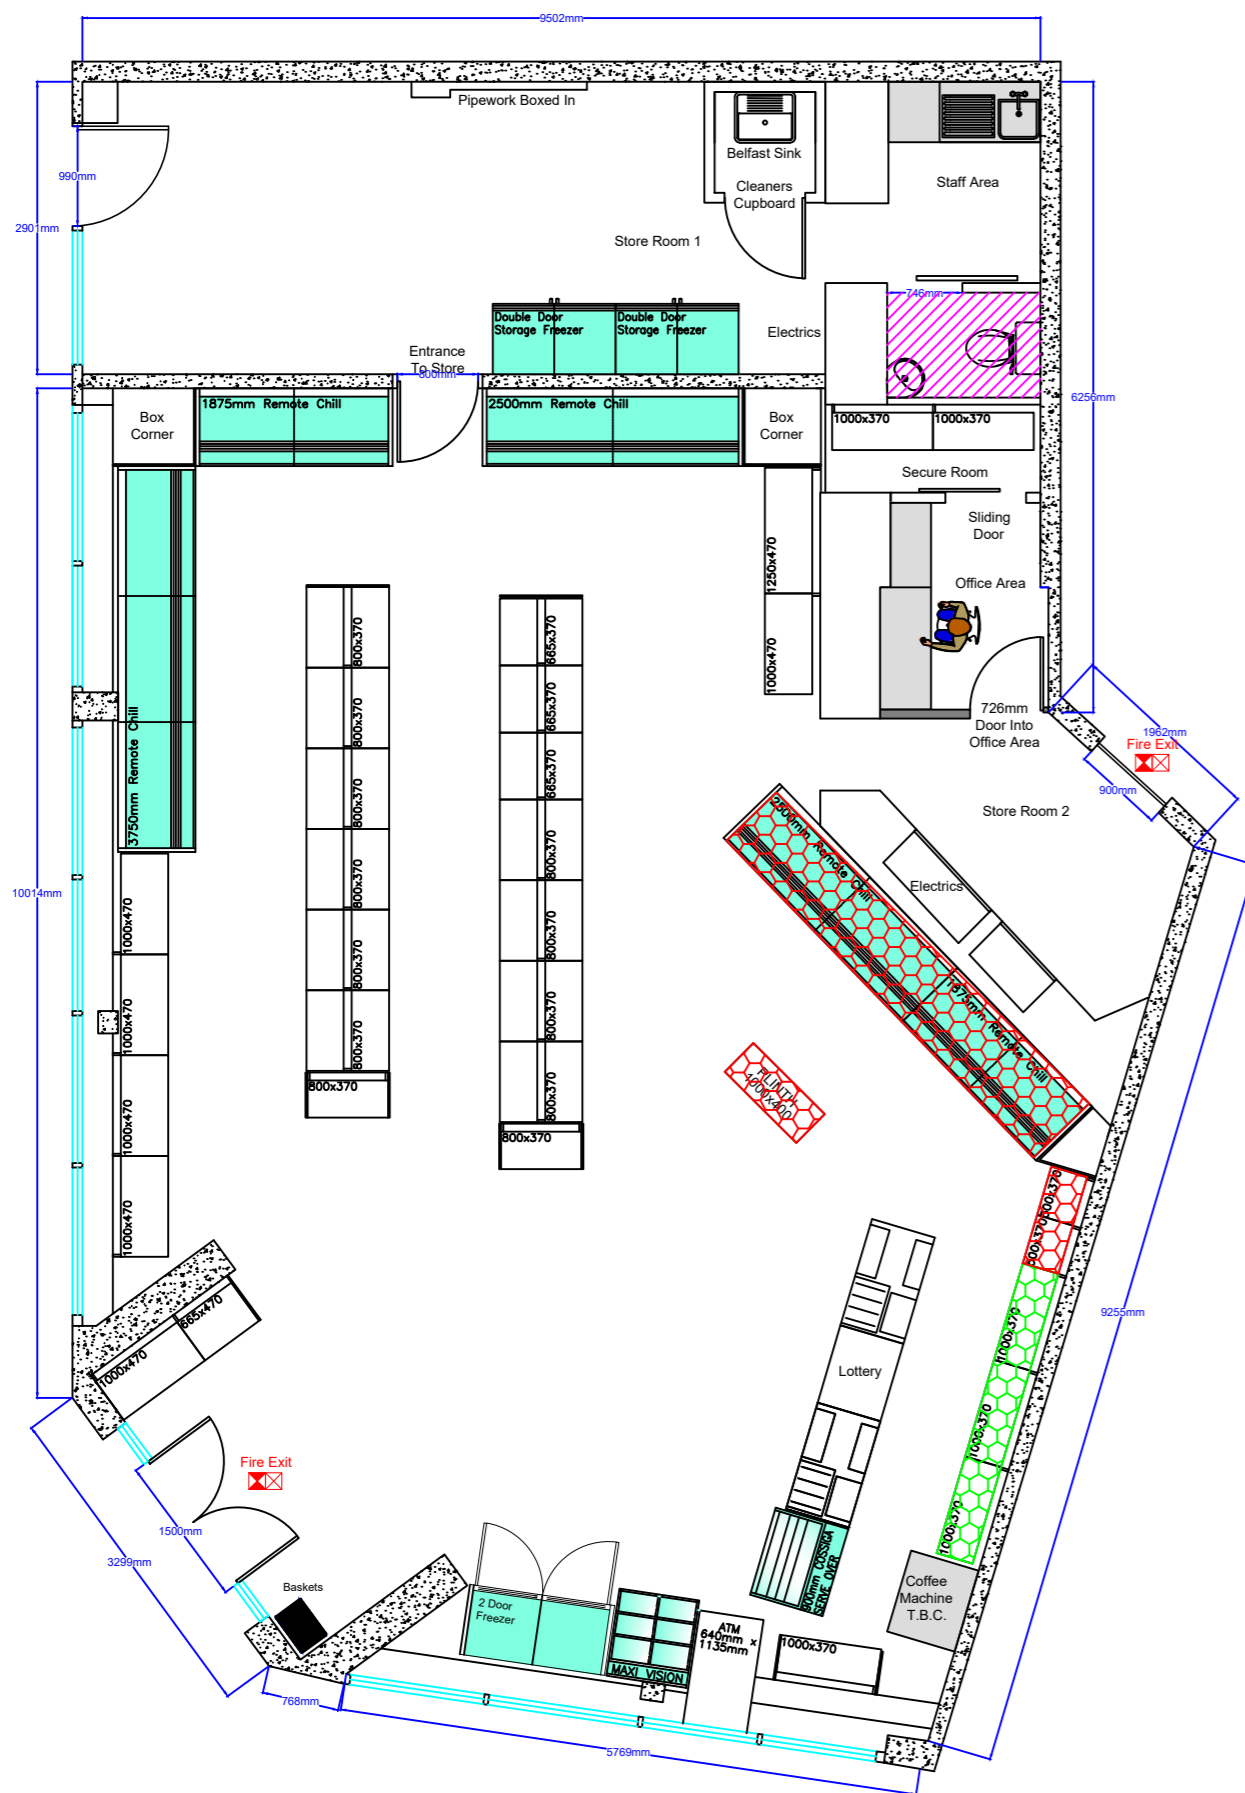 9502mm
Pipework Boxed In
Belfast Sink
Cleaners
Cupboard
Staff Area
990mm
2901mm
Store Room 1
746mm
Double Door
Storage Freezer
Double Door
Storage Freezer
Electrics
Entrance
To Store
800mm
6256mm
Box
Corner
1875mm Remote Chill
2500mm Remote Chill
Box
Corner
1000x370
1000x370
Secure Room
Sliding
Door
Office Area
1250x470
1000x470
726mm
Door Into
Office Area
3750mm Remote Chill
800x370
800x370
800x370
800x370
800x370
800x370
800x370
665x370
665x370
665x370
800x370
800x370
800x370
800x370
800x370
1962mm
Fire Exit
900mm
Store Room 2
2500mm Remote Chill
Electrics
1875mm Remote Chill
10014mm
1000x470
1000x470
1000x470
1000x470
PLINTH
1000x400
500x370
500x370
1000x370
1000x370
1000x370
9255mm
665x470
1000x470
Lottery
Fire Exit
1500mm
3299mm
Baskets
2 Door
Freezer
MAXI VISION
ATM
640mm x
1135mm
900mm COSSIGA
SERVE OVER
1000x370
Coffee
Machine
T.B.C.
768mm
5769mm